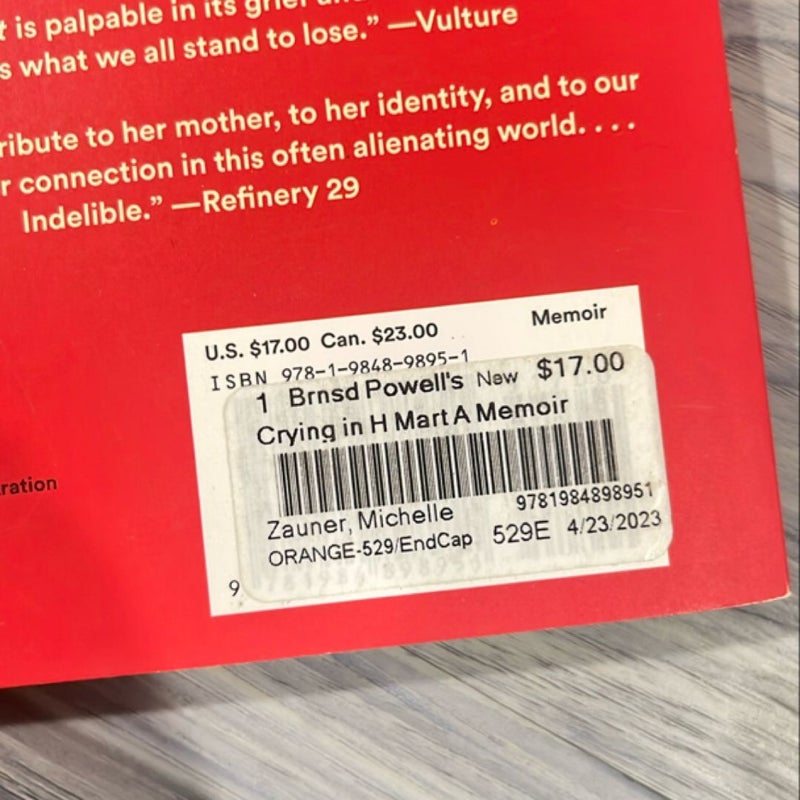 is palpable in its grief
what we all stand to lose.” —Vulture
to her mother, to her identity, and to our
connection in this often alienating world. . . .
Indelible.” —Refinery 29
U.S. $17.00 Can. $23.00
Memoir
ISBN 978-1-9848-9895-1
1 Brnsd Powell's New $17.00
Crying in H Mart A Memoir
9781984898951
Zauner, Michelle
ORANGE-529/EndCap 529E 4/23/2023
9